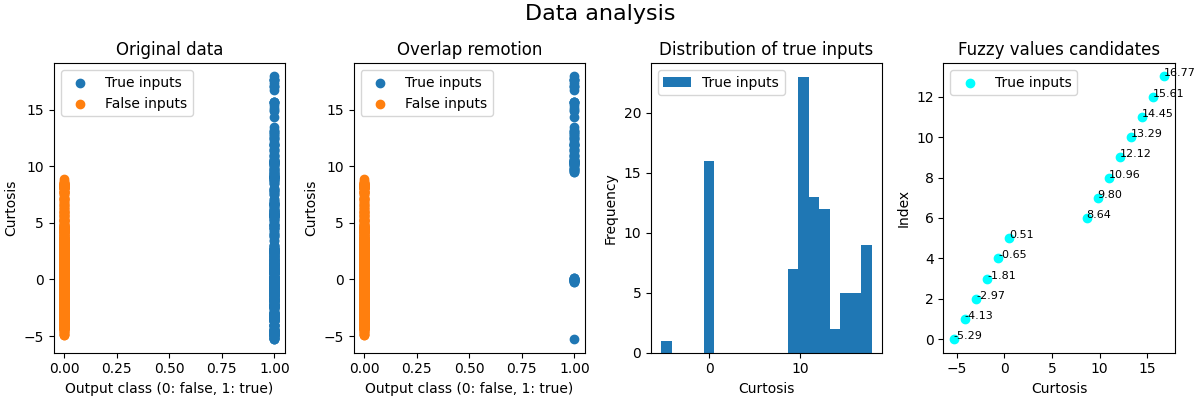 Data analysis
Original data
True inputs
False inputs
15
10
5
0
−5
Curtosis
0.00 0.25 0.50 0.75 1.00
Output class (0: false, 1: true)
Overlap remotion
True inputs
False inputs
15
10
5
0
−5
Curtosis
0.00 0.25 0.50 0.75 1.00
Output class (0: false, 1: true)
Distribution of true inputs
True inputs
20
15
10
5
0
Frequency
0 10
Curtosis
Fuzzy values candidates
True inputs
12
10
8
6
4
2
0
Index
16.77
15.61
14.45
13.29
12.12
10.96
9.80
8.64
0.51
-0.65
-1.81
-2.97
-4.13
-5.29
−5 0 5 10 15
Curtosis